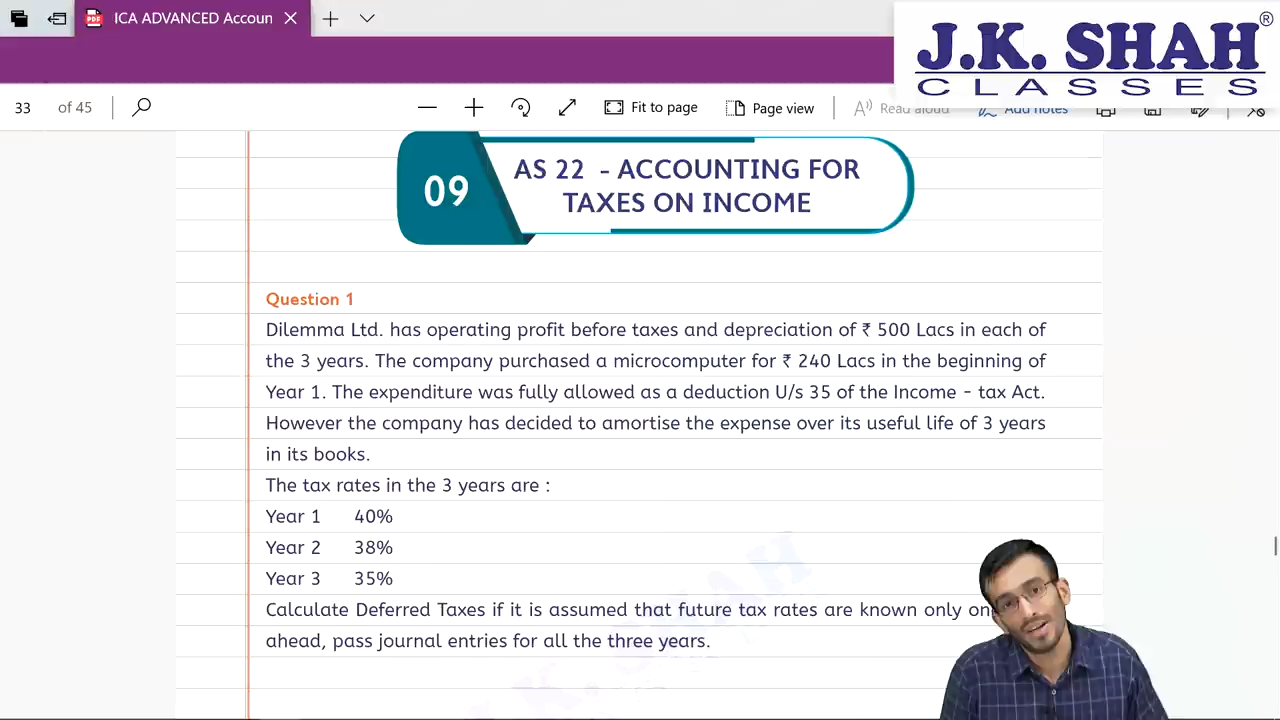 ICA ADVANCED Accoun
J.K. SHAH®
CLASSES
33 of 45
Fit to page
Page view
Read aloud
Add notes
09
AS 22 - ACCOUNTING FOR
TAXES ON INCOME
Question 1
Dilemma Ltd. has operating profit before taxes and depreciation of ₹ 500 Lacs in each of
the 3 years. The company purchased a microcomputer for ₹ 240 Lacs in the beginning of
Year 1. The expenditure was fully allowed as a deduction U/s 35 of the Income - tax Act.
However the company has decided to amortise the expense over its useful life of 3 years
in its books.
The tax rates in the 3 years are :
Year 1 40%
Year 2 38%
Year 3 35%
Calculate Deferred Taxes if it is assumed that future tax rates are known only
ahead, pass journal entries for all the three years.